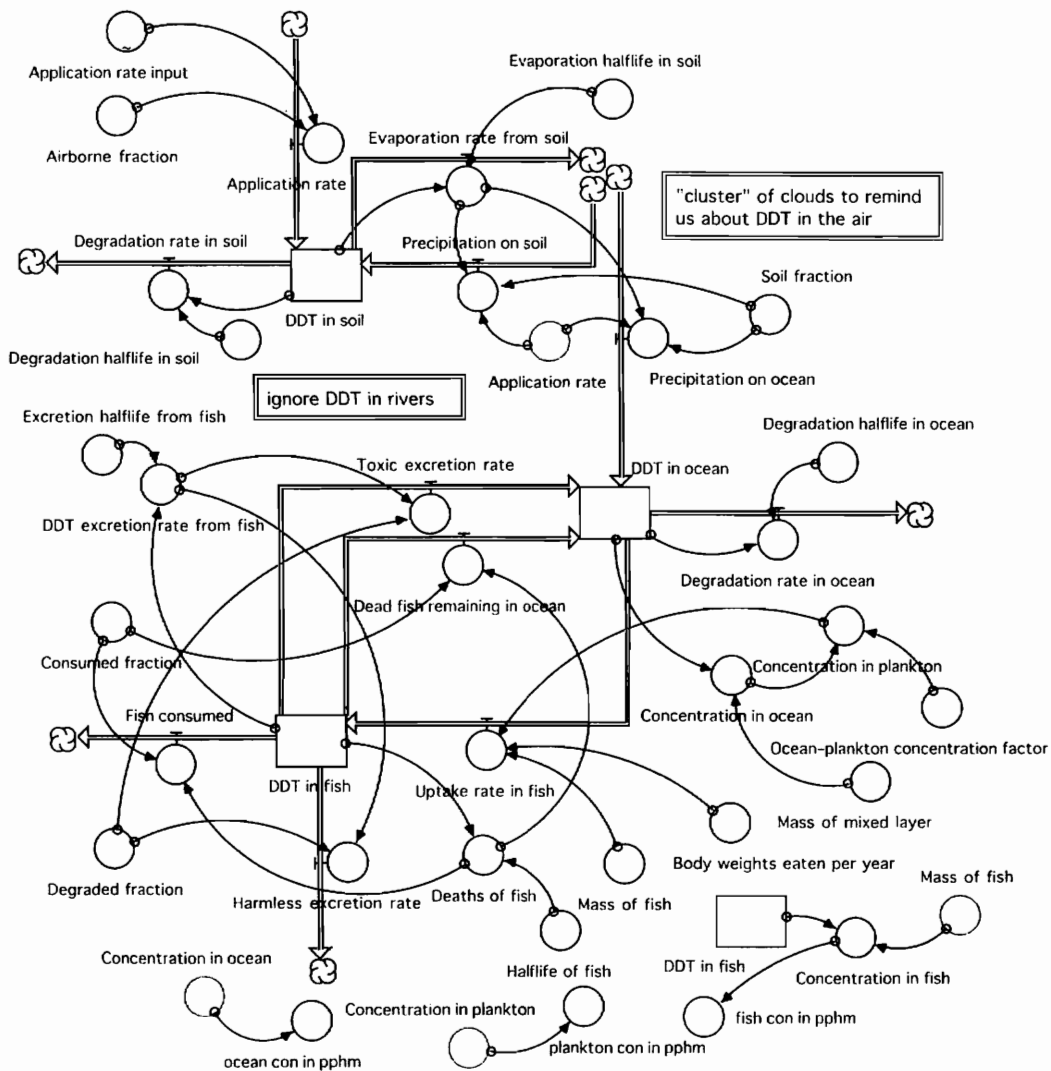 Application rate input
Evaporation halflife in soil
Airborne fraction
Evaporation rate from soil
Application rate
"cluster" of clouds to remind
us about DDT in the air
Degradation rate in soil
Precipitation on soil
Soil fraction
DDT in soil
Degradation halflife in soil
Application rate
Precipitation on ocean
ignore DDT in rivers
Excretion halflife from fish
Degradation halflife in ocean
Toxic excretion rate
DDT in ocean
DDT excretion rate from fish
Degradation rate in ocean
Dead fish remaining in ocean
Consumed fraction
Concentration in plankton
Fish consumed
Concentration in ocean
Ocean-plankton concentration factor
DDT in fish
Uptake rate in fish
Mass of mixed layer
Body weights eaten per year
Degraded fraction
Harmless excretion rate
Deaths of fish
Mass of fish
Mass of fish
Concentration in ocean
Halflife of fish
DDT in fish
Concentration in fish
Concentration in plankton
fish con in pphm
ocean con in pphm
plankton con in pphm
~